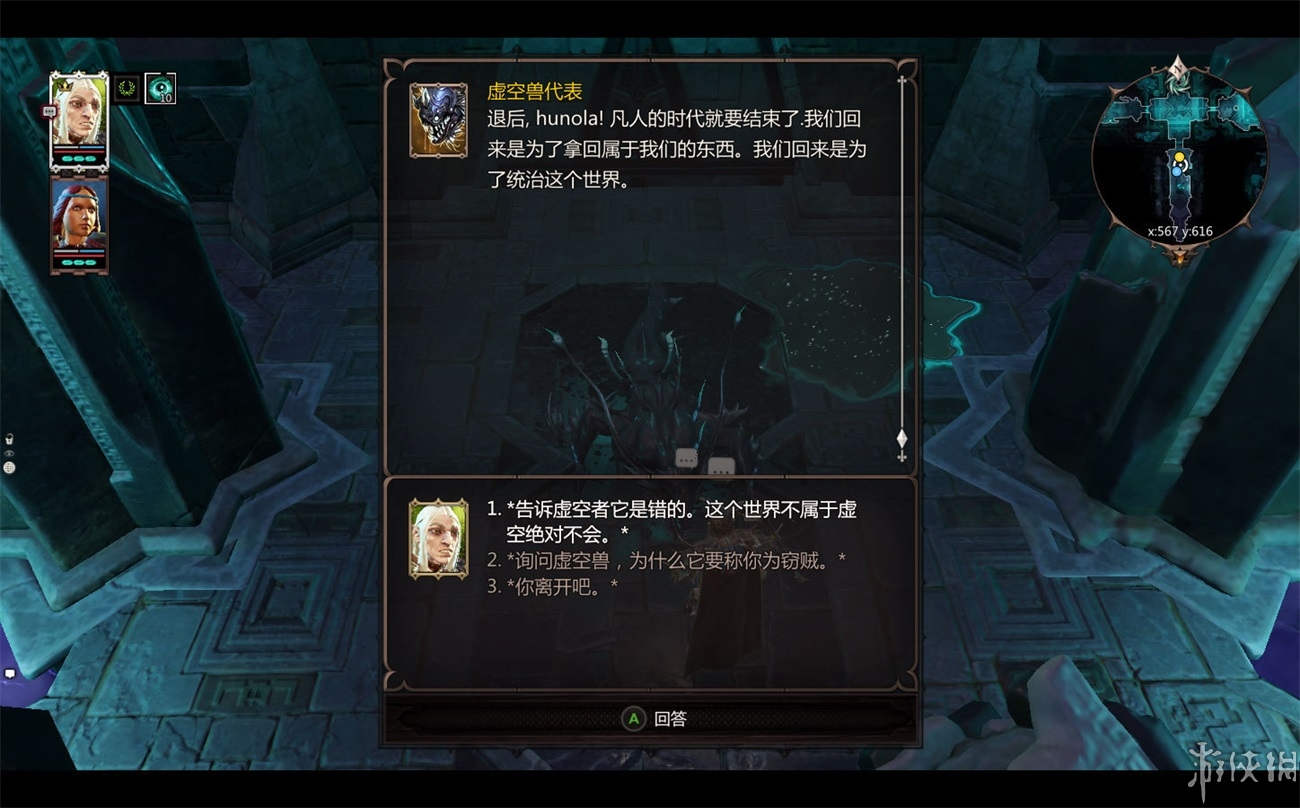 虚空兽代表
退后, hunola! 凡人的时代就要结束了.我们回
来是为了拿回属于我们的东西。我们回来是为
了统治这个世界。
10
x:567 y:616
1. *告诉虚空者它是错的。这个世界不属于虚
空绝对不会。*
2. *询问虚空兽，为什么它要称你为窃贼。*
3. *你离开吧。*
A 回答
游侠網